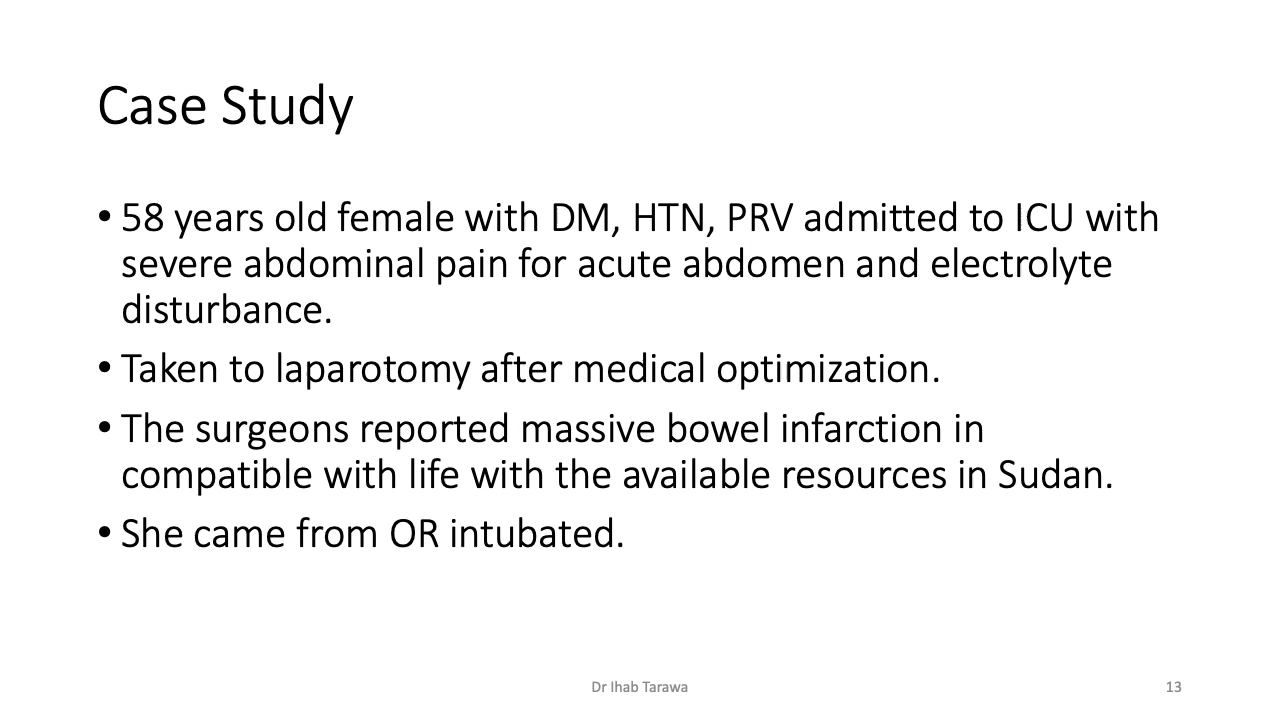 Case Study
• 58 years old female with DM, HTN, PRV admitted to ICU with
severe abdominal pain for acute abdomen and electrolyte
disturbance.
• Taken to laparotomy after medical optimization.
• The surgeons reported massive bowel infarction in
compatible with life with the available resources in Sudan.
• She came from OR intubated.
Dr Ihab Tarawa
13